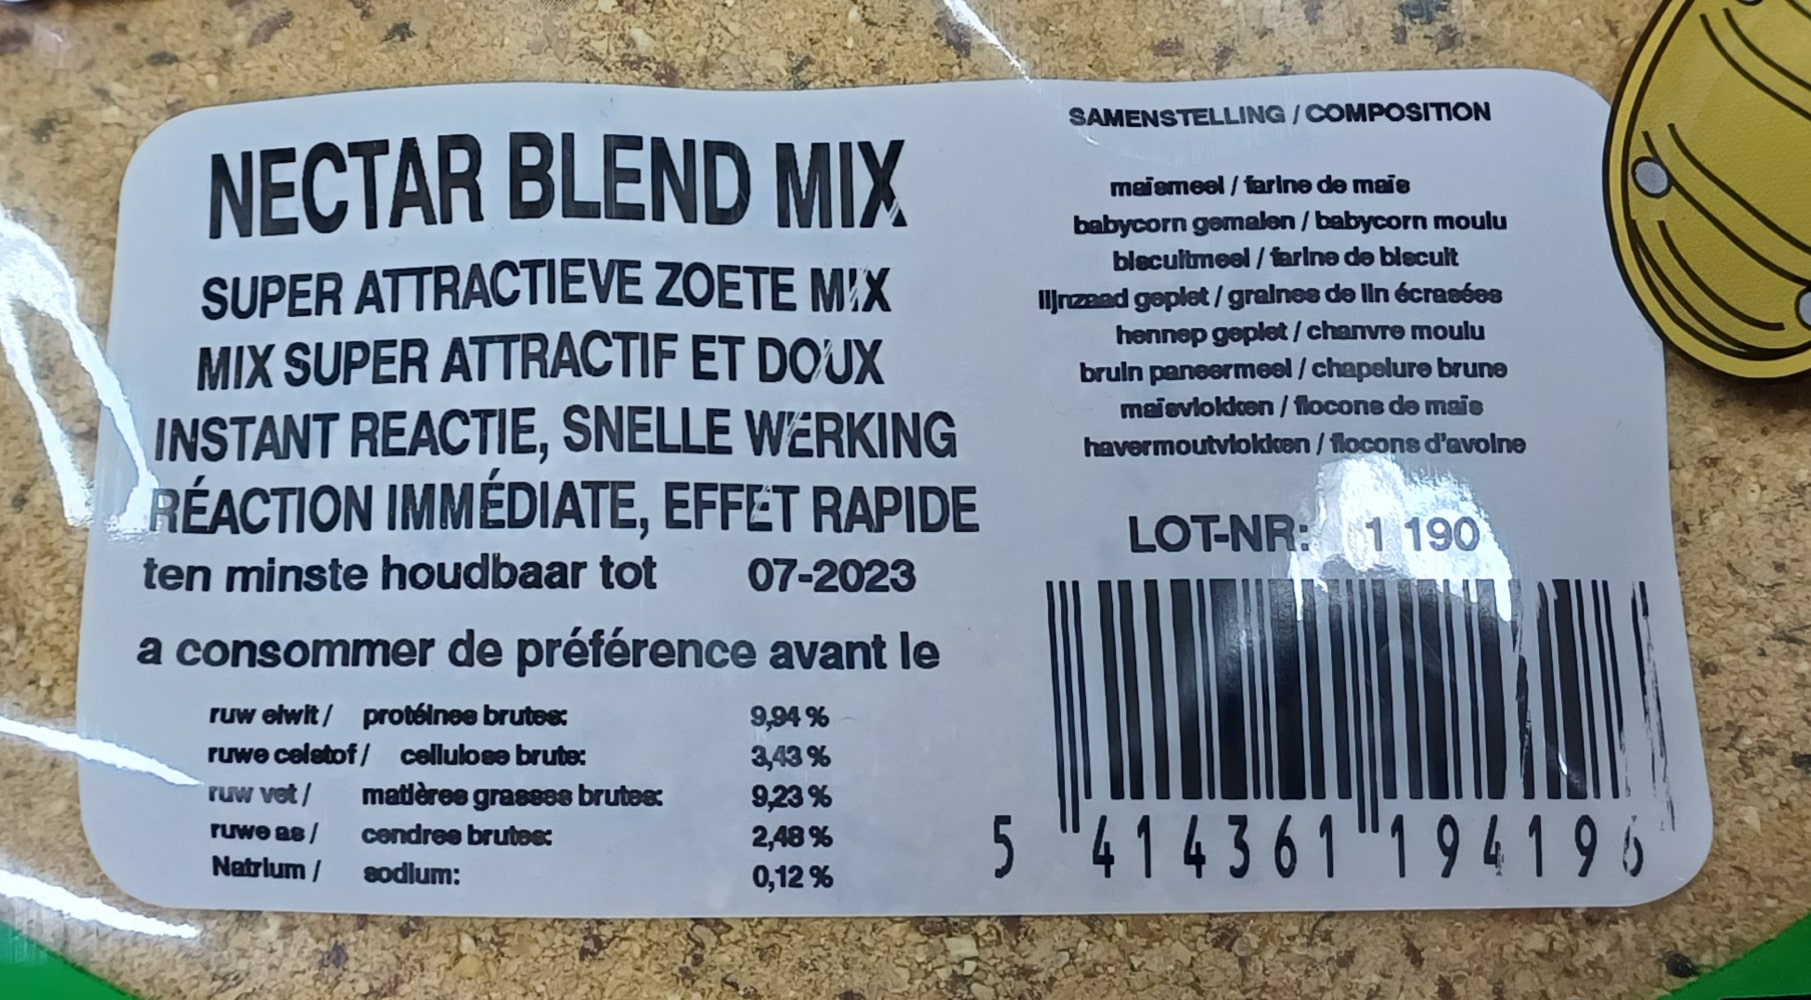 NECTAR BLEND MIX
SUPER ATTRACTIEVE ZOETE MIX
MIX SUPER ATTRACTIF ET DOUX
INSTANT REACTIE, SNELLE WERKING
RÉACTION IMMÉDIATE, EFFET RAPIDE
ten minste houdbaar tot 07-2023
a consommer de préférence avant le
ruw eiwit / protéines brutes: 9,94 %
ruwe celstof / cellulose brute: 3,43 %
ruw vet / matières grasses brutes: 9,23 %
ruwe as / cendres brutes: 2,48 %
Natrium / sodium: 0,12 %
SAMENSTELLING / COMPOSITION
maïsmeel / farine de maïs
babycorn gemalen / babycorn moulu
biscuitmeel / farine de biscuit
lijnzaad geplet / graines de lin écrasées
hennep geplet / chanvre moulu
bruin paneermeel / chapelure brune
maïsvlokken / flocons de maïs
havermoutvlokken / flocons d'avoine
LOT-NR: 1 190
5 414361 194196